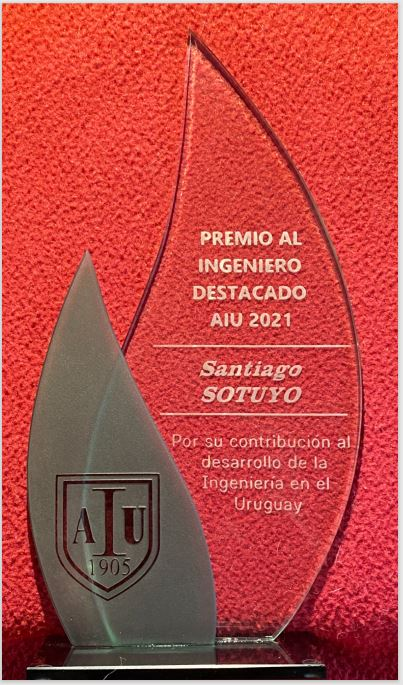 PREMIO AL
INGENIERO
DESTACADO
AIU 2021
Santiago
SOTUYO
Por su contribución al
desarrollo de la
Ingeniería en el
Uruguay
AIU
1905